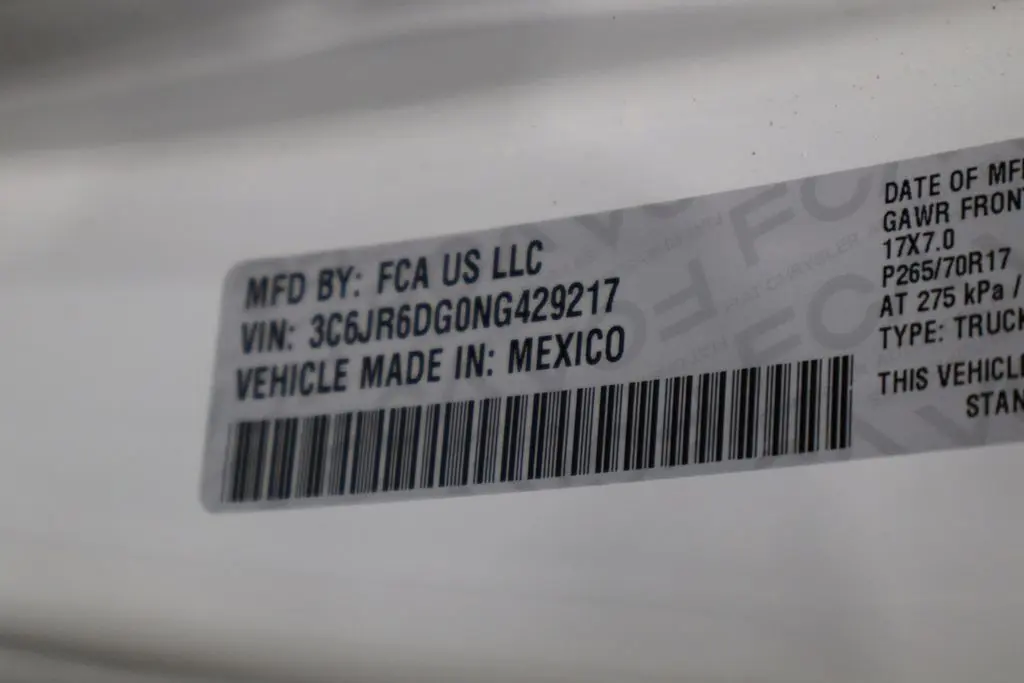 MFD BY: FCA US LLC
VIN: 3C6JR6DG0NG429217
VEHICLE MADE IN: MEXICO
DATE OF MF
GAWR FRON
17X7.0
P265/70R17
AT 275 kPa /
TYPE: TRUCK
THIS VEHICLE
STAN